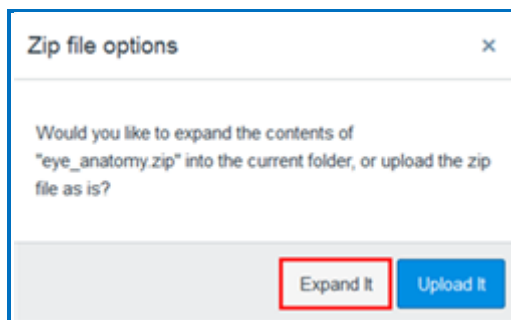 Zip file options ×
Would you like to expand the contents of
"eye_anatomy.zip" into the current folder, or upload the zip
file as is?
Expand It Upload It